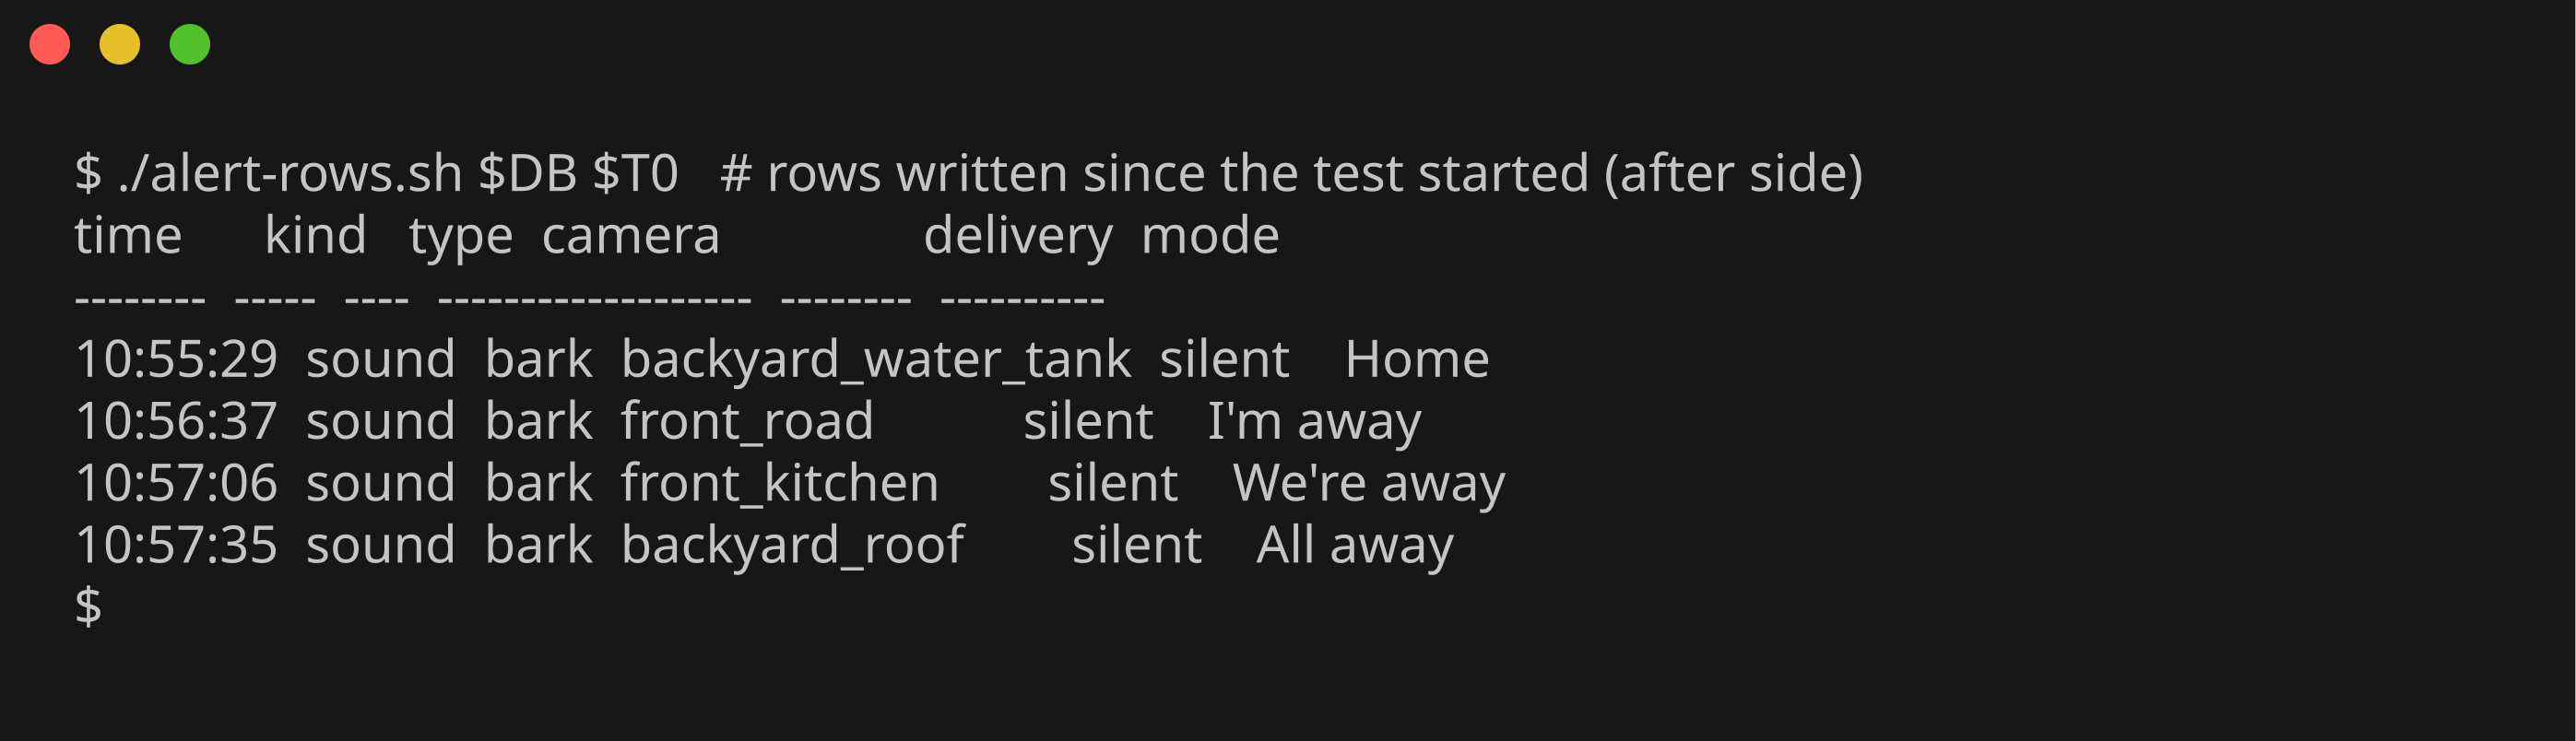 $ ./alert-rows.sh $DB $T0   # rows written since the test started (after side)
time      kind   type  camera               delivery  mode
--------  -----  ----  -------------------  --------  ----------
10:55:29  sound  bark  backyard_water_tank  silent    Home
10:56:37  sound  bark  front_road           silent    I'm away
10:57:06  sound  bark  front_kitchen        silent    We're away
10:57:35  sound  bark  backyard_roof        silent    All away
$